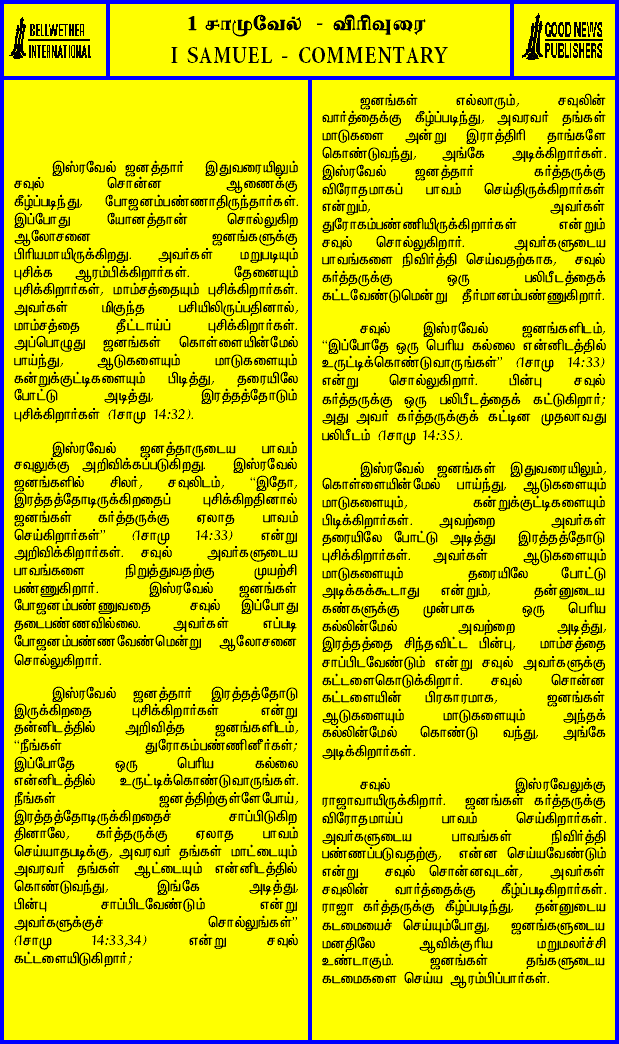 BELLWETHER
INTERNATIONAL
1 சாமுவேல் - விரிவுரை
I SAMUEL - COMMENTARY
GOOD NEWS
PUBLISHERS
இஸ்ரவேல் ஜனத்தார் இதுவரையிலும்
சவுல் சொன்ன ஆணைக்கு
கீழ்ப்படிந்து, போஜனம்பண்ணாதிருந்தார்கள்.
இப்போது யோனத்தான் சொல்லுகிற
ஆலோசனை ஜனங்களுக்கு
பிரியமாயிருக்கிறது. அவர்கள் மறுபடியும்
புசிக்க ஆரம்பிக்கிறார்கள். தேனையும்
புசிக்கிறார்கள், மாம்சத்தையும் புசிக்கிறார்கள்.
அவர்கள் மிகுந்த பசியிலிருப்பதினால்,
மாம்சத்தை தீட்டாய்ப் புசிக்கிறார்கள்.
அப்பொழுது ஜனங்கள் கொள்ளையின்மேல்
பாய்ந்து, ஆடுகளையும் மாடுகளையும்
கன்றுக்குட்டிகளையும் பிடித்து, தரையிலே
போட்டு அடித்து, இரத்தத்தோடும்
புசிக்கிறார்கள் (1சாமு 14:32).
இஸ்ரவேல் ஜனத்தாருடைய பாவம்
சவுலுக்கு அறிவிக்கப்படுகிறது. இஸ்ரவேல்
ஜனங்களில் சிலர், சவுலிடம், “இதோ,
இரத்தத்தோடிருக்கிறதைப் புசிக்கிறதினால்
ஜனங்கள் கர்த்தருக்கு ஏலாத பாவம்
செய்கிறார்கள்” (1சாமு 14:33) என்று
அறிவிக்கிறார்கள். சவுல் அவர்களுடைய
பாவங்களை நிறுத்துவதற்கு முயற்சி
பண்ணுகிறார். இஸ்ரவேல் ஜனங்கள்
போஜனம்பண்ணுவதை சவுல் இப்போது
தடைபண்ணவில்லை. அவர்கள் எப்படி
போஜனம்பண்ணவேண்மென்று ஆலோசனை
சொல்லுகிறார்.
இஸ்ரவேல் ஜனத்தார் இரத்தத்தோடு
இருக்கிறதை புசிக்கிறார்கள் என்று
தன்னிடத்தில் அறிவித்த ஜனங்களிடம்,
“நீங்கள் துரோகம்பண்ணினீர்கள்;
இப்போதே ஒரு பெரிய கல்லை
என்னிடத்தில் உருட்டிக்கொண்டுவாருங்கள்.
நீங்கள் ஜனத்திற்குள்ளேபோய்,
இரத்தத்தோடிருக்கிறதைச் சாப்பிடுகிற
தினாலே, கர்த்தருக்கு ஏலாத பாவம்
செய்யாதபடிக்கு, அவரவர் தங்கள் மாட்டையும்
அவரவர் தங்கள் ஆட்டையும் என்னிடத்தில்
கொண்டுவந்து, இங்கே அடித்து,
பின்பு சாப்பிடவேண்டும் என்று
அவர்களுக்குச் சொல்லுங்கள்”
(1சாமு 14:33,34) என்று சவுல்
கட்டளையிடுகிறார்;
ஜனங்கள் எல்லாரும், சவுலின்
வார்த்தைக்கு கீழ்ப்படிந்து, அவரவர் தங்கள்
மாடுகளை அன்று இராத்திரி தாங்களே
கொண்டுவந்து, அங்கே அடிக்கிறார்கள்.
இஸ்ரவேல் ஜனத்தார் கர்த்தருக்கு
விரோதமாகப் பாவம் செய்திருக்கிறார்கள்
என்றும், அவர்கள்
துரோகம்பண்ணியிருக்கிறார்கள் என்றும்
சவுல் சொல்லுகிறார். அவர்களுடைய
பாவங்களை நிவிர்த்தி செய்வதற்காக, சவுல்
கர்த்தருக்கு ஒரு பலிபீடத்தைக்
கட்டவேண்டுமென்று தீர்மானம்பண்ணுகிறார்.
சவுல் இஸ்ரவேல் ஜனங்களிடம்,
“இப்போதே ஒரு பெரிய கல்லை என்னிடத்தில்
உருட்டிக்கொண்டுவாருங்கள்” (1சாமு 14:33)
என்று சொல்லுகிறார். பின்பு சவுல்
கர்த்தருக்கு ஒரு பலிபீடத்தைக் கட்டுகிறார்;
அது அவர் கர்த்தருக்குக் கட்டின முதலாவது
பலிபீடம் (1சாமு 14:35).
இஸ்ரவேல் ஜனங்கள் இதுவரையிலும்,
கொள்ளையின்மேல் பாய்ந்து, ஆடுகளையும்
மாடுகளையும், கன்றுக்குட்டிகளையும்
பிடிக்கிறார்கள். அவற்றை அவர்கள்
தரையிலே போட்டு அடித்து இரத்தத்தோடு
புசிக்கிறார்கள். அவர்கள் ஆடுகளையும்
மாடுகளையும் தரையிலே போட்டு
அடிக்கக்கூடாது என்றும், தன்னுடைய
கண்களுக்கு முன்பாக ஒரு பெரிய
கல்லின்மேல் அவற்றை அடித்து,
இரத்தத்தை சிந்தவிட்ட பின்பு, மாம்சத்தை
சாப்பிடவேண்டும் என்று சவுல் அவர்களுக்கு
கட்டளைகொடுக்கிறார். சவுல் சொன்ன
கட்டளையின் பிரகாரமாக, ஜனங்கள்
ஆடுகளையும் மாடுகளையும் அந்தக்
கல்லின்மேல் கொண்டு வந்து, அங்கே
அடிக்கிறார்கள்.
சவுல் இஸ்ரவேலுக்கு
ராஜாவாயிருக்கிறார். ஜனங்கள் கர்த்தருக்கு
விரோதமாய்ப் பாவம் செய்கிறார்கள்.
அவர்களுடைய பாவங்கள் நிவிர்த்தி
பண்ணப்படுவதற்கு, என்ன செய்யவேண்டும்
என்று சவுல் சொன்னவுடன், அவர்கள்
சவுலின் வார்த்தைக்கு கீழ்ப்படிகிறார்கள்.
ராஜா கர்த்தருக்கு கீழ்ப்படிந்து, தன்னுடைய
கடமையைச் செய்யும்போது, ஜனங்களுடைய
மனதிலே ஆவிக்குரிய மறுமலர்ச்சி
உண்டாகும். ஜனங்கள் தங்களுடைய
கடமைகளை செய்ய ஆரம்பிப்பார்கள்.